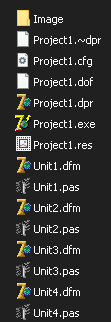 Image
Project1.~dpr
Project1.cfg
Project1.dof
Project1.dpr
Project1.exe
Project1.res
Unit1.dfm
Unit1.pas
Unit2.dfm
Unit2.pas
Unit3.dfm
Unit3.pas
Unit4.dfm
Unit4.pas